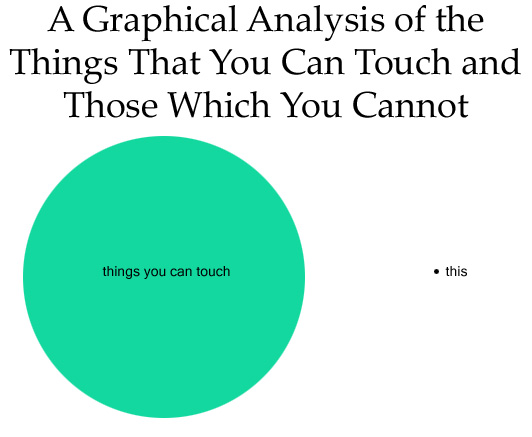 A Graphical Analysis of the
Things That You Can Touch and
Those Which You Cannot
things you can touch
this